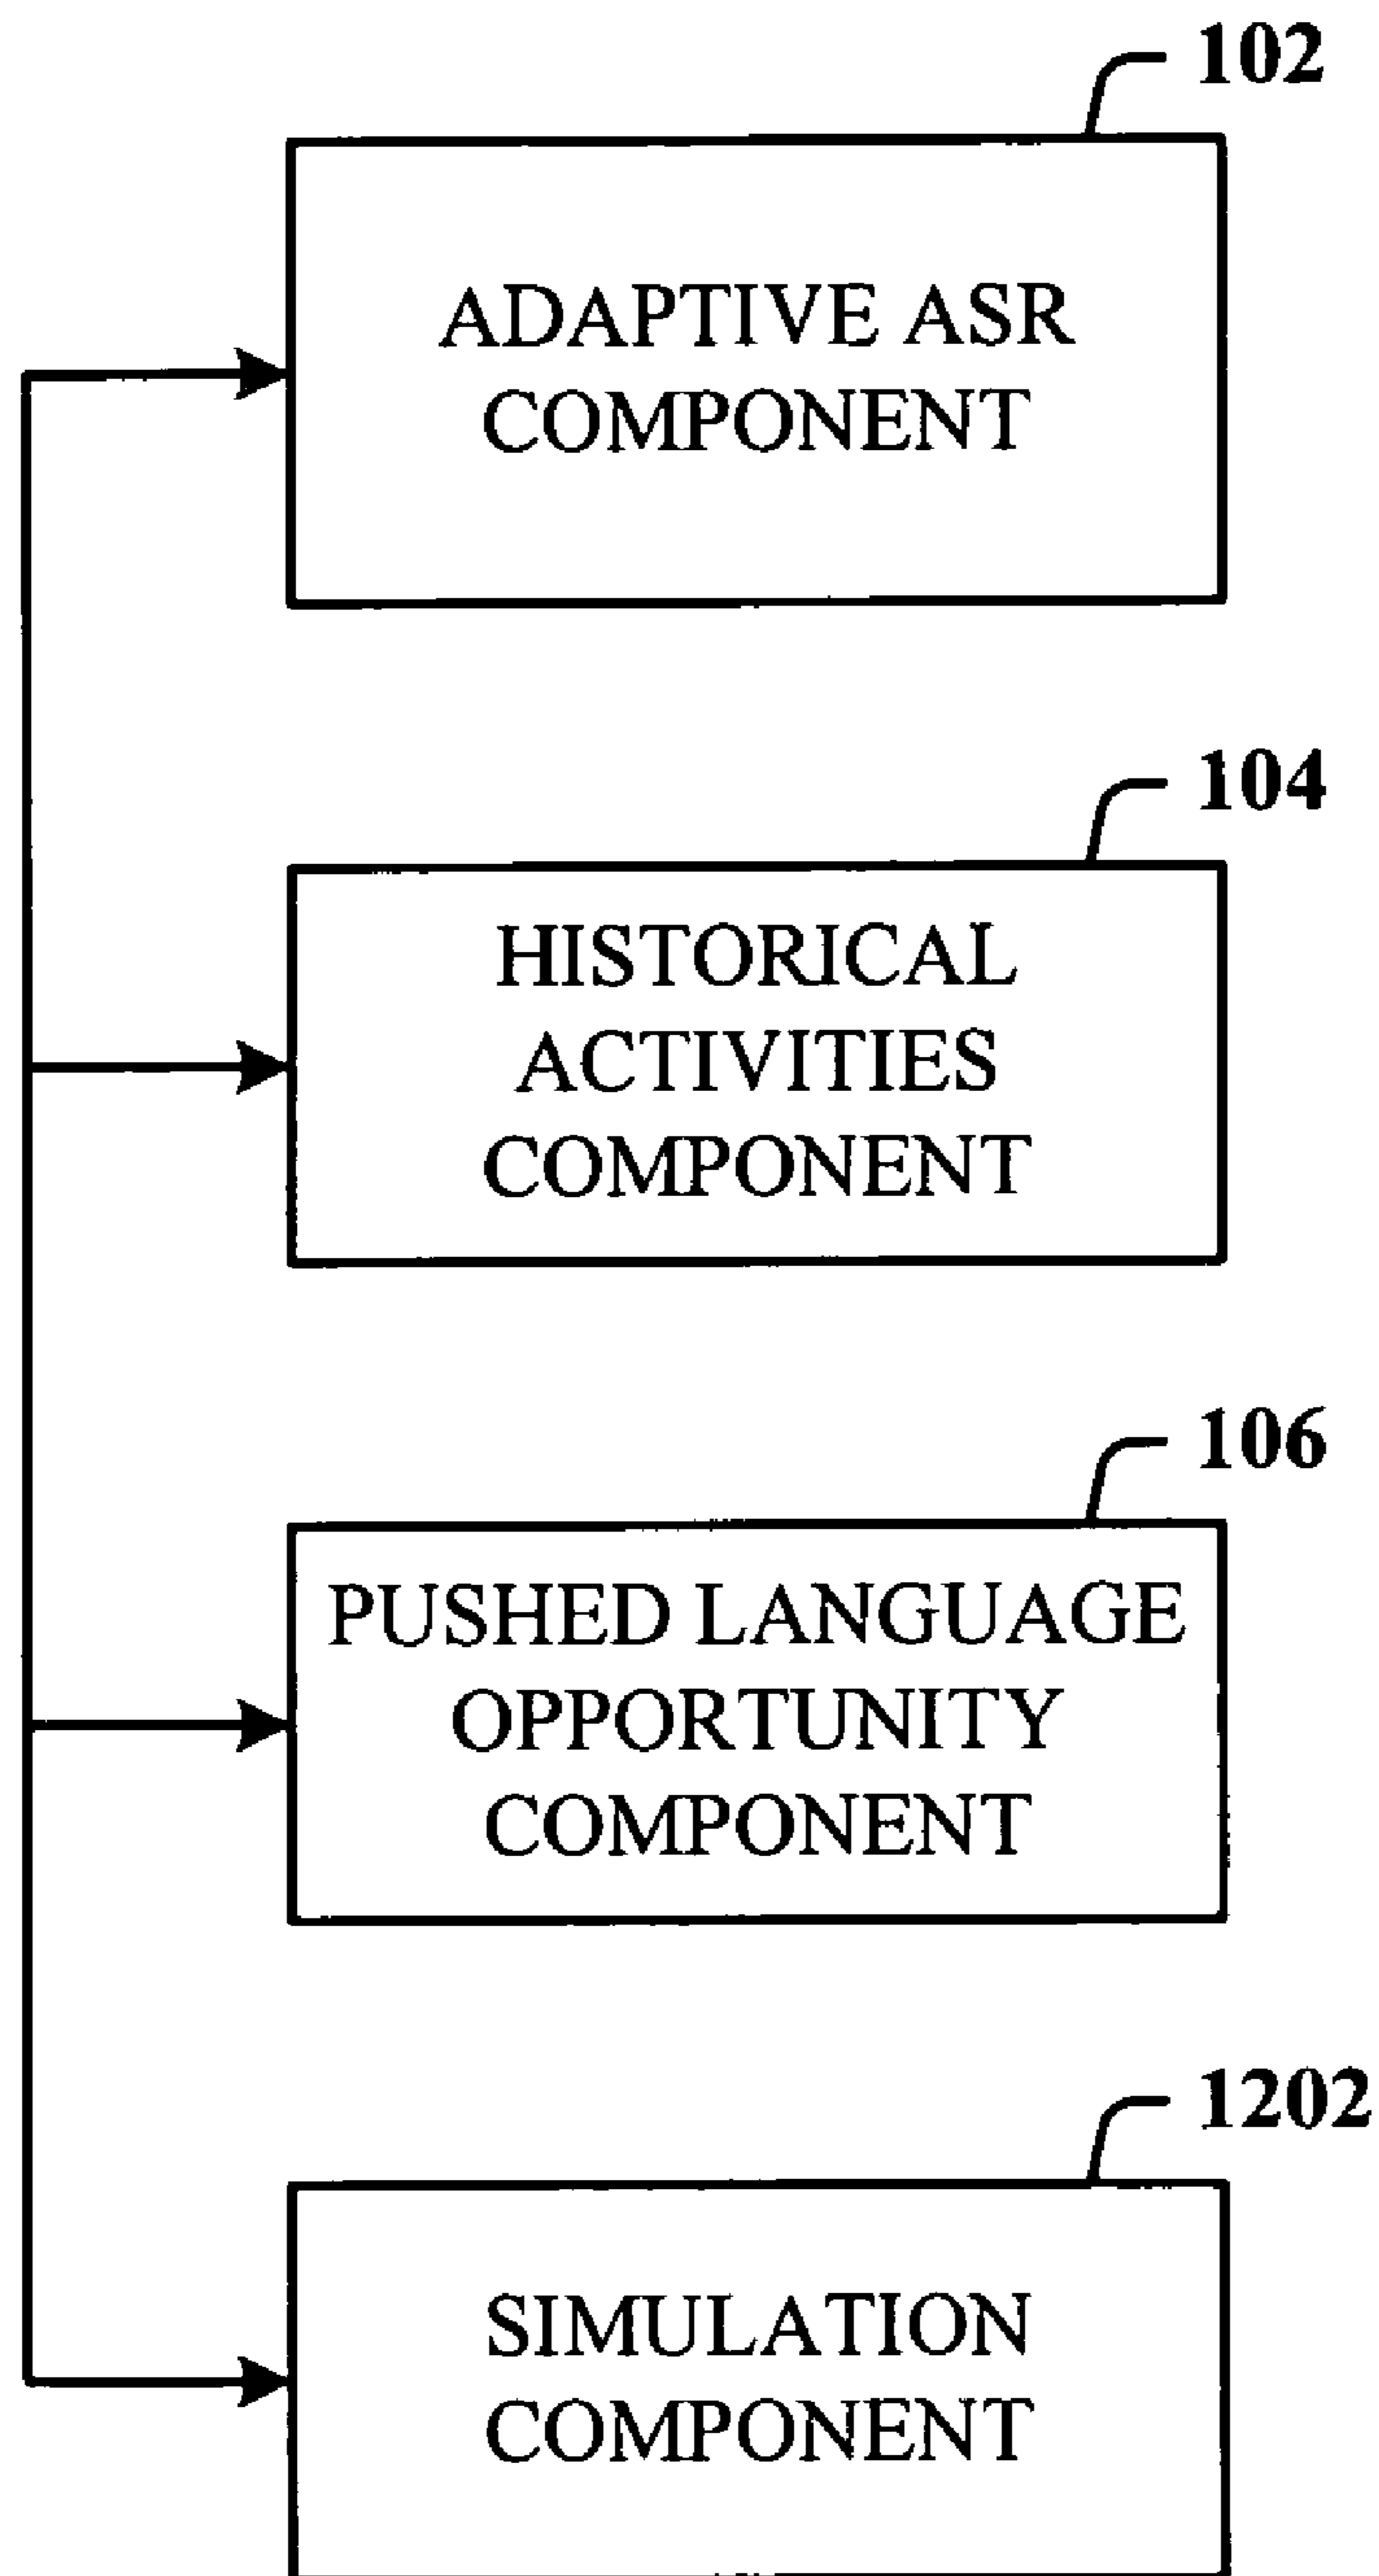 102
ADAPTIVE ASR
COMPONENT
104
HISTORICAL
ACTIVITIES
COMPONENT
106
PUSHED LANGUAGE
OPPORTUNITY
COMPONENT
1202
SIMULATION
COMPONENT